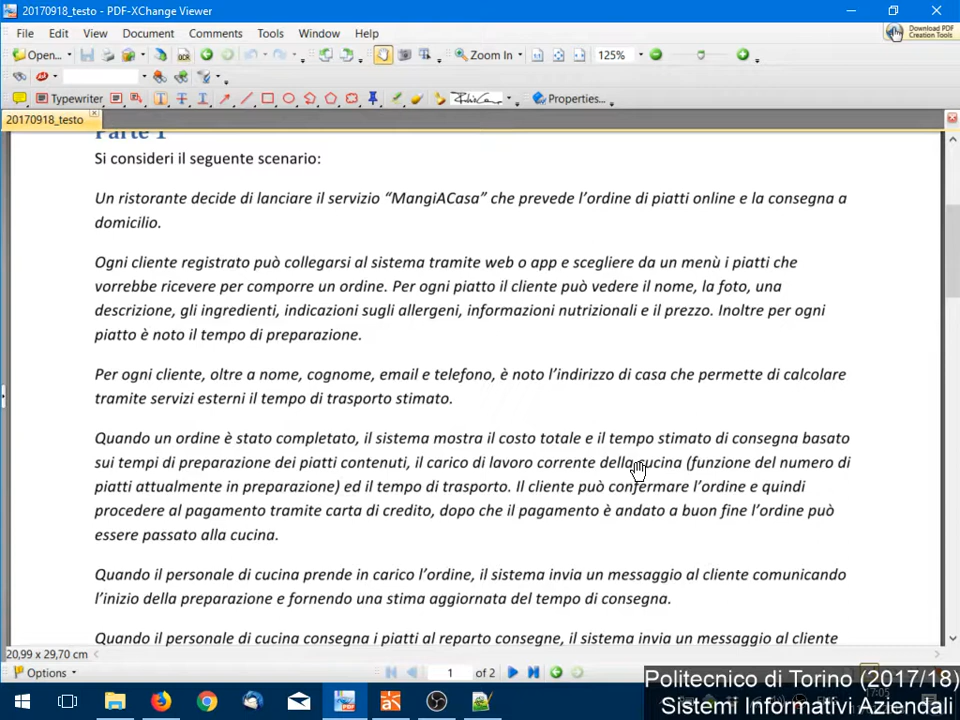 20170918_testo - PDF-XChange Viewer
File Edit View Document Comments Tools Window Help
Download PDF
Creation Tools
Open...
Zoom In
125%
Typewriter
Properties...
20170918_testo
Parte 1
Si consideri il seguente scenario:
Un ristorante decide di lanciare il servizio “MangiACasa” che prevede l’ordine di piatti online e la consegna a
domicilio.
Ogni cliente registrato può collegarsi al sistema tramite web o app e scegliere da un menù i piatti che
vorrebbe ricevere per comporre un ordine. Per ogni piatto il cliente può vedere il nome, la foto, una
descrizione, gli ingredienti, indicazioni sugli allergeni, informazioni nutrizionali e il prezzo. Inoltre per ogni
piatto è noto il tempo di preparazione.
Per ogni cliente, oltre a nome, cognome, email e telefono, è noto l’indirizzo di casa che permette di calcolare
tramite servizi esterni il tempo di trasporto stimato.
Quando un ordine è stato completato, il sistema mostra il costo totale e il tempo stimato di consegna basato
sui tempi di preparazione dei piatti contenuti, il carico di lavoro corrente della cucina (funzione del numero di
piatti attualmente in preparazione) ed il tempo di trasporto. Il cliente può confermare l’ordine e quindi
procedere al pagamento tramite carta di credito, dopo che il pagamento è andato a buon fine l’ordine può
essere passato alla cucina.
Quando il personale di cucina prende in carico l’ordine, il sistema invia un messaggio al cliente comunicando
l’inizio della preparazione e fornendo una stima aggiornata del tempo di consegna.
Quando il personale di cucina consegna i piatti al reparto consegne, il sistema invia un messaggio al cliente
20,99 x 29,70 cm
Options
1 of 2
Politecnico di Torino (2017/18)
17:05
Sistemi Informativi Aziendali